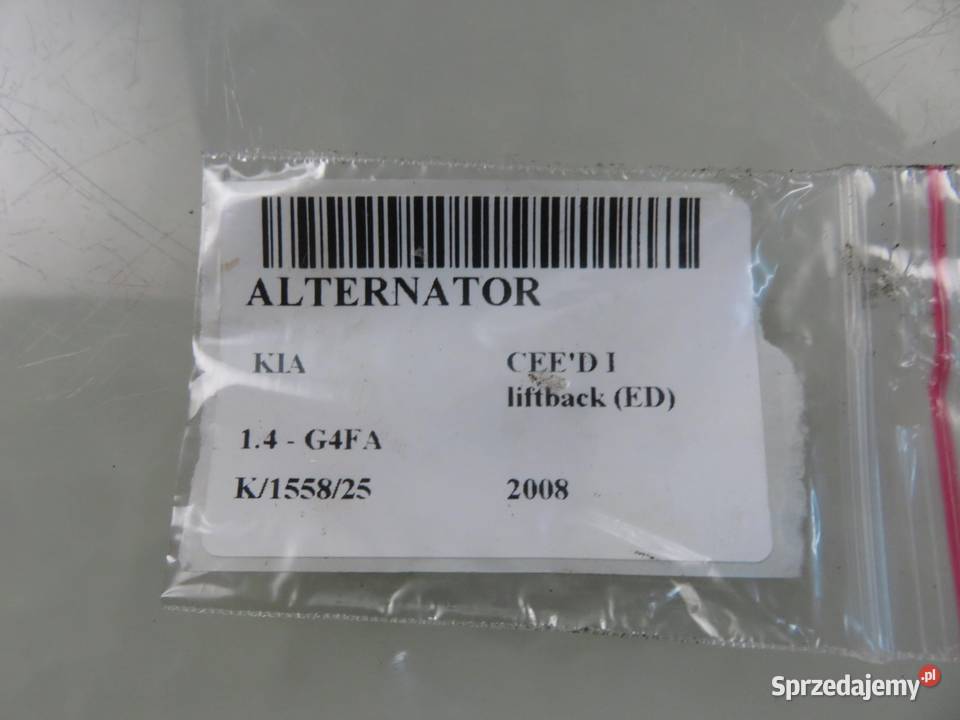 ALTERNATOR
KIA CEE'D I
liftback (ED)
1.4 - G4FA
K/1558/25 2008
Sprzedajemy.pl